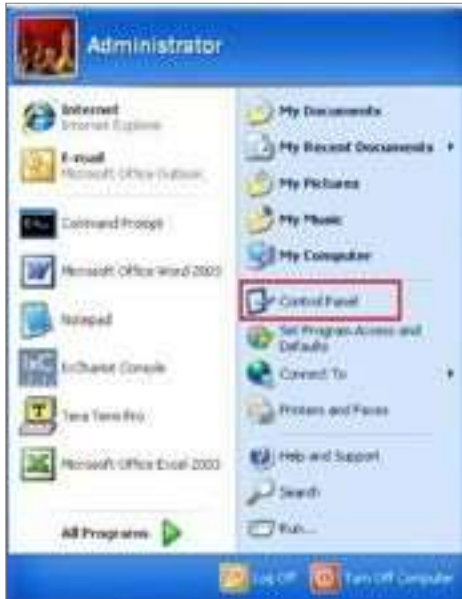 Administrator
Internet
Internet Explorer
E-mail
Microsoft Office Outlook
Command Prompt
Microsoft Office Word 2003
Notepad
Console
Tera Term Pro
Microsoft Office Excel 2003
All Programs
My Documents
My Recent Documents
My Pictures
My Music
My Computer
Control Panel
Set Program Access and
Defaults
Connect To
Printers and Faxes
Help and Support
Search
Run...
Log Off
Turn Off Computer